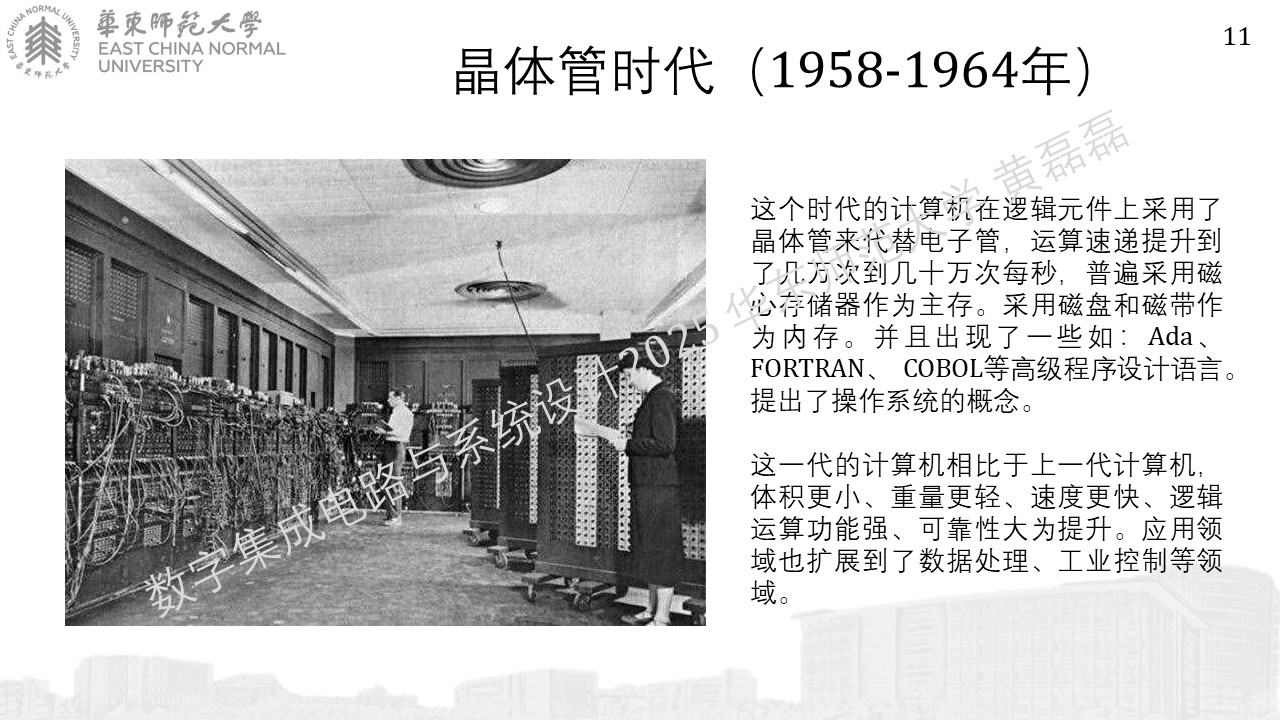 華東師範大學
EAST CHINA NORMAL
UNIVERSITY
EAST CHINA NORMAL UNIVERSITY
華東师范大学
11
晶体管时代（1958-1964年）
这个时代的计算机在逻辑元件上采用了
晶体管来代替电子管，运算速递提升到
了几万次到几十万次每秒，普遍采用磁
心存储器作为主存。采用磁盘和磁带作
为内存。并且出现了一些如：Ada、
FORTRAN、 COBOL等高级程序设计语言。
提出了操作系统的概念。
这一代的计算机相比于上一代计算机，
体积更小、重量更轻、速度更快、逻辑
运算功能强、可靠性大为提升。应用领
域也扩展到了数据处理、工业控制等领
域。
数字集成电路与系统设计2025 华东师范大学 黄磊磊